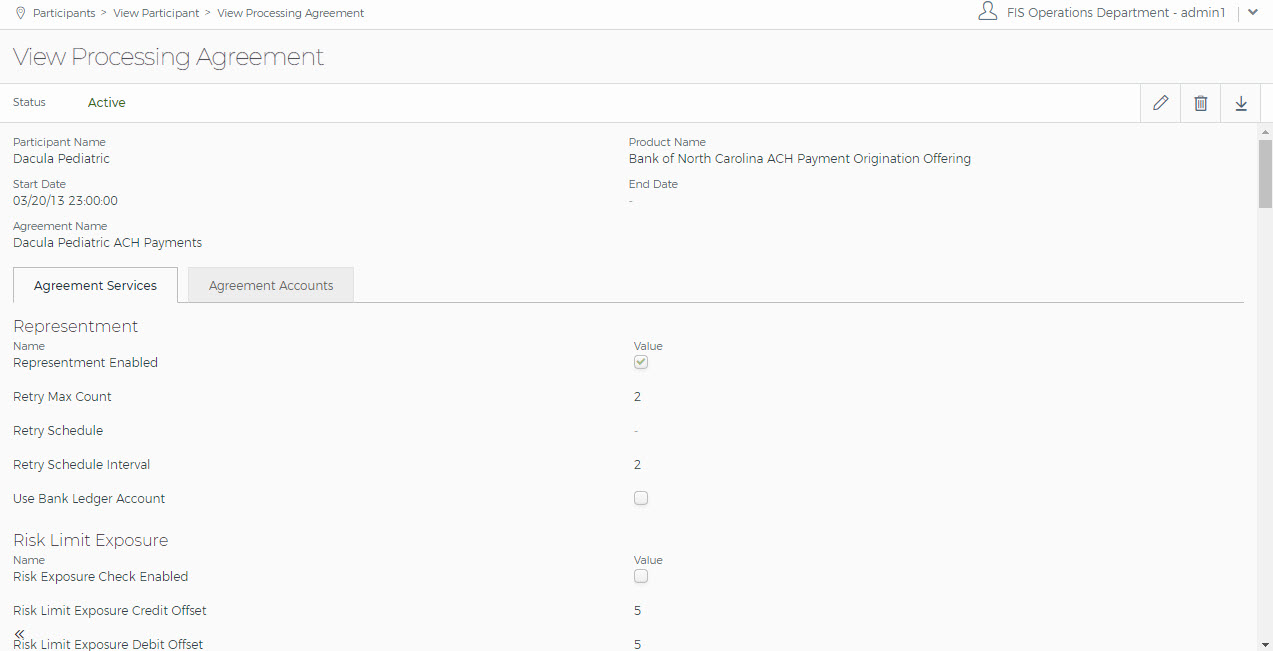 Participants > View Participant > View Processing Agreement
FIS Operations Department - admin1
View Processing Agreement
Status Active
Participant Name
Dacula Pediatric
Product Name
Bank of North Carolina ACH Payment Origination Offering
Start Date
03/20/13 23:00:00
End Date
-
Agreement Name
Dacula Pediatric ACH Payments
Agreement Services Agreement Accounts
Representment
Name Value
Representment Enabled
Retry Max Count 2
Retry Schedule -
Retry Schedule Interval 2
Use Bank Ledger Account
Risk Limit Exposure
Name Value
Risk Exposure Check Enabled
Risk Limit Exposure Credit Offset 5
Risk Limit Exposure Debit Offset 5